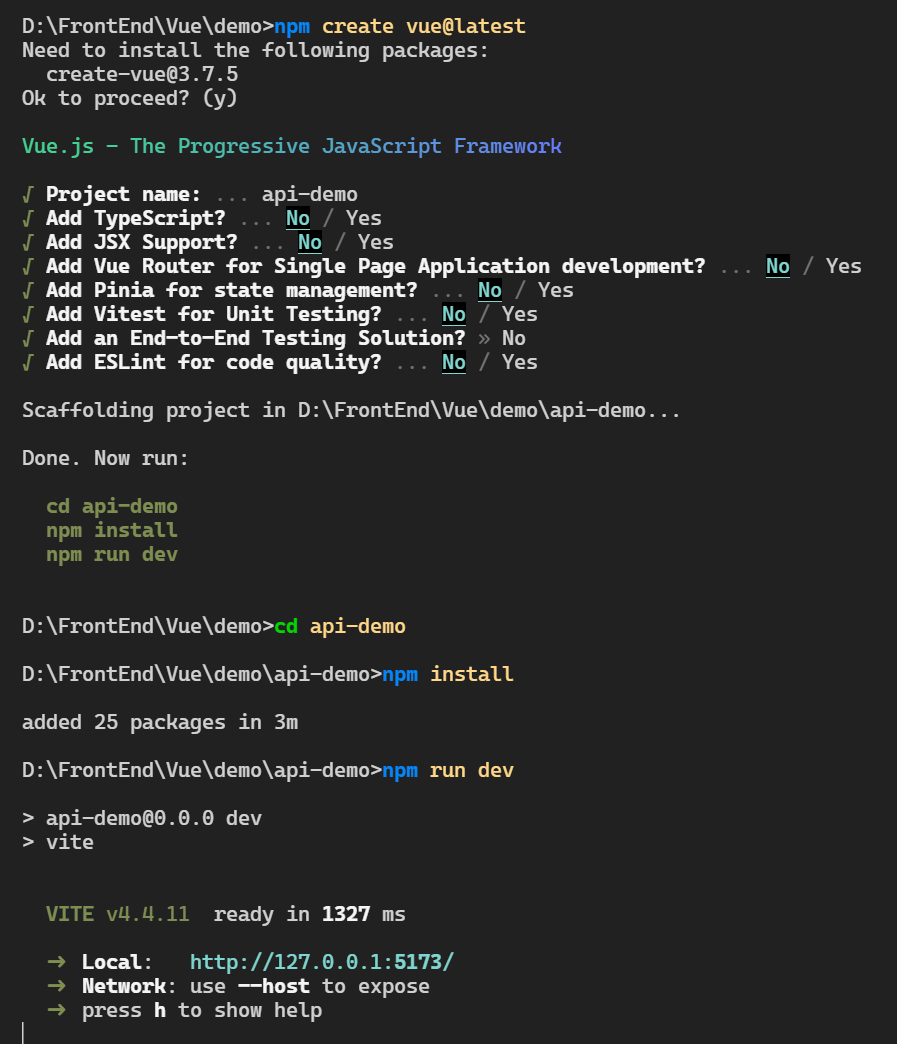 D:\FrontEnd\Vue\demo>npm create vue@latest
Need to install the following packages:
  create-vue@3.7.5
Ok to proceed? (y)
Vue.js - The Progressive JavaScript Framework
√ Project name: ... api-demo
√ Add TypeScript? ... No / Yes
√ Add JSX Support? ... No / Yes
√ Add Vue Router for Single Page Application development? ... No / Yes
√ Add Pinia for state management? ... No / Yes
√ Add Vitest for Unit Testing? ... No / Yes
√ Add an End-to-End Testing Solution? » No
√ Add ESLint for code quality? ... No / Yes
Scaffolding project in D:\FrontEnd\Vue\demo\api-demo...
Done. Now run:
  cd api-demo
  npm install
  npm run dev
D:\FrontEnd\Vue\demo>cd api-demo
D:\FrontEnd\Vue\demo\api-demo>npm install
added 25 packages in 3m
D:\FrontEnd\Vue\demo\api-demo>npm run dev
> api-demo@0.0.0 dev
> vite
  VITE v4.4.11  ready in 1327 ms
  ➜  Local:   http://127.0.0.1:5173/
  ➜  Network: use --host to expose
  ➜  press h to show help